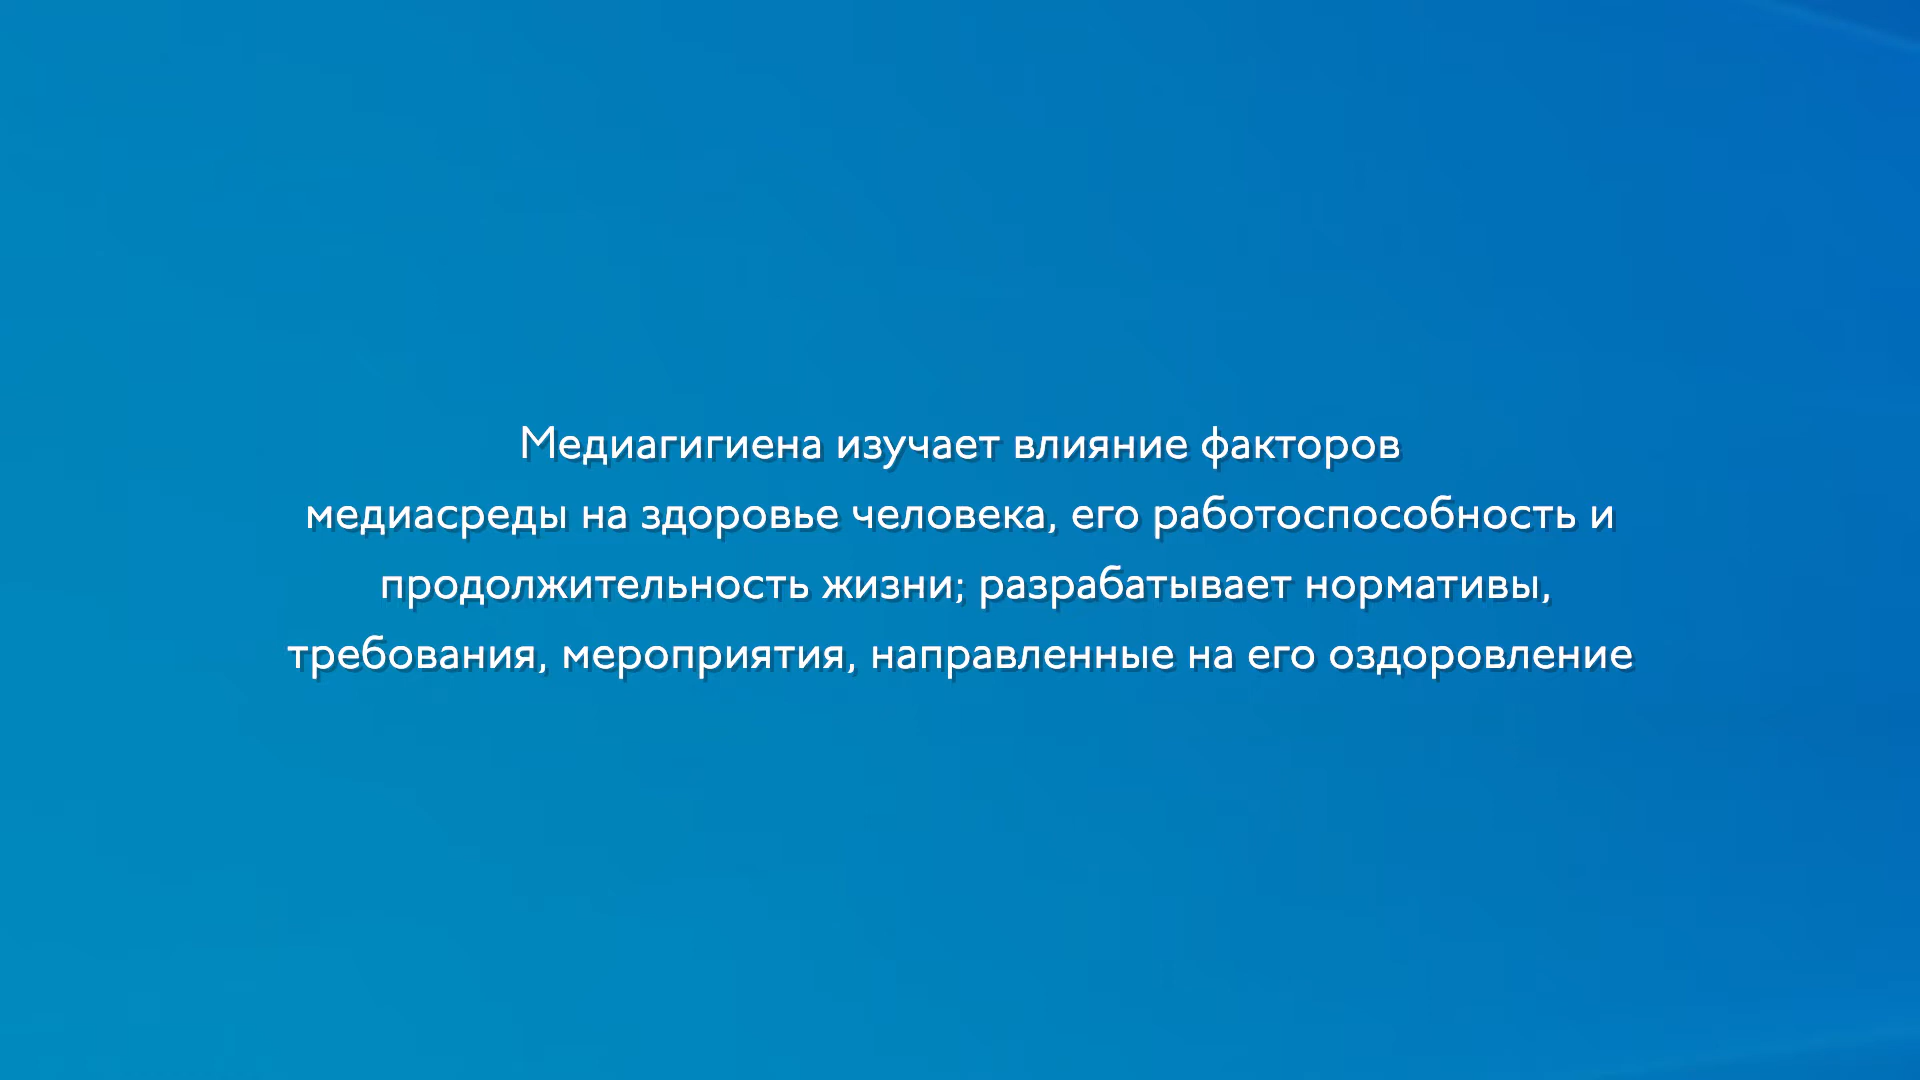 Медиагигиена изучает влияние факторов
медиасреды на здоровье человека, его работоспособность и
продолжительность жизни; разрабатывает нормативы,
требования, мероприятия, направленные на его оздоровление